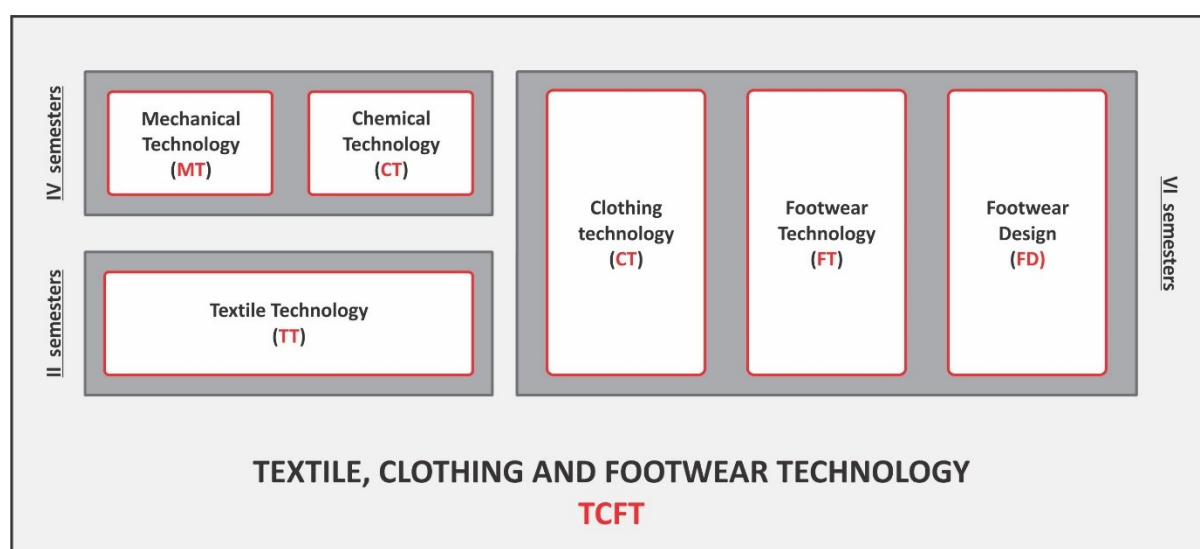 IV semesters
Mechanical
Technology
(MT)
Chemical
Technology
(CT)
II semesters
Textile Technology
(TT)
Clothing
technology
(CT)
Footwear
Technology
(FT)
Footwear
Design
(FD)
VI semesters
TEXTILE, CLOTHING AND FOOTWEAR TECHNOLOGY
TCFT